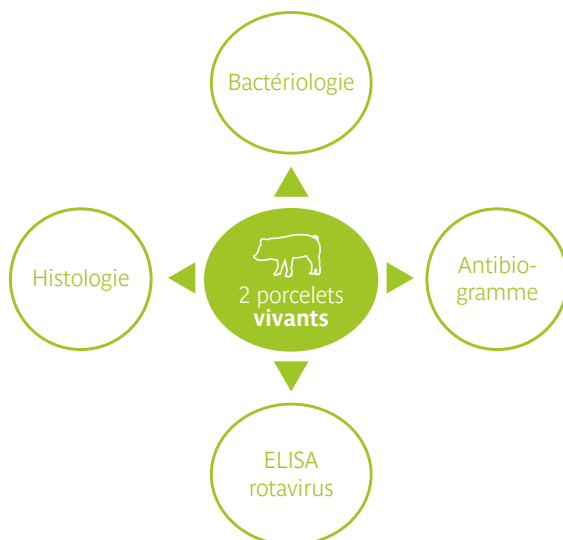 Bactériologie
Histologie
2 porcelets
vivants
Antibio-
gramme
ELISA
rotavirus